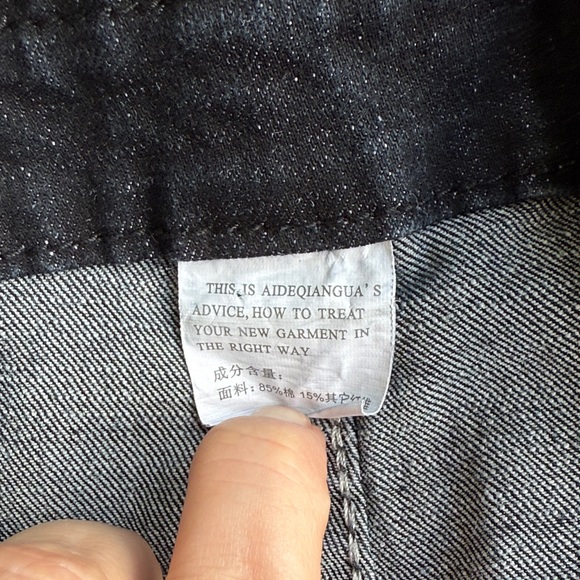 THIS IS AIDEQIANGUA'S
ADVICE, HOW TO TREAT
YOUR NEW GARMENT IN
THE RIGHT WAY
成分含量:
面料: 85%棉 15%其它